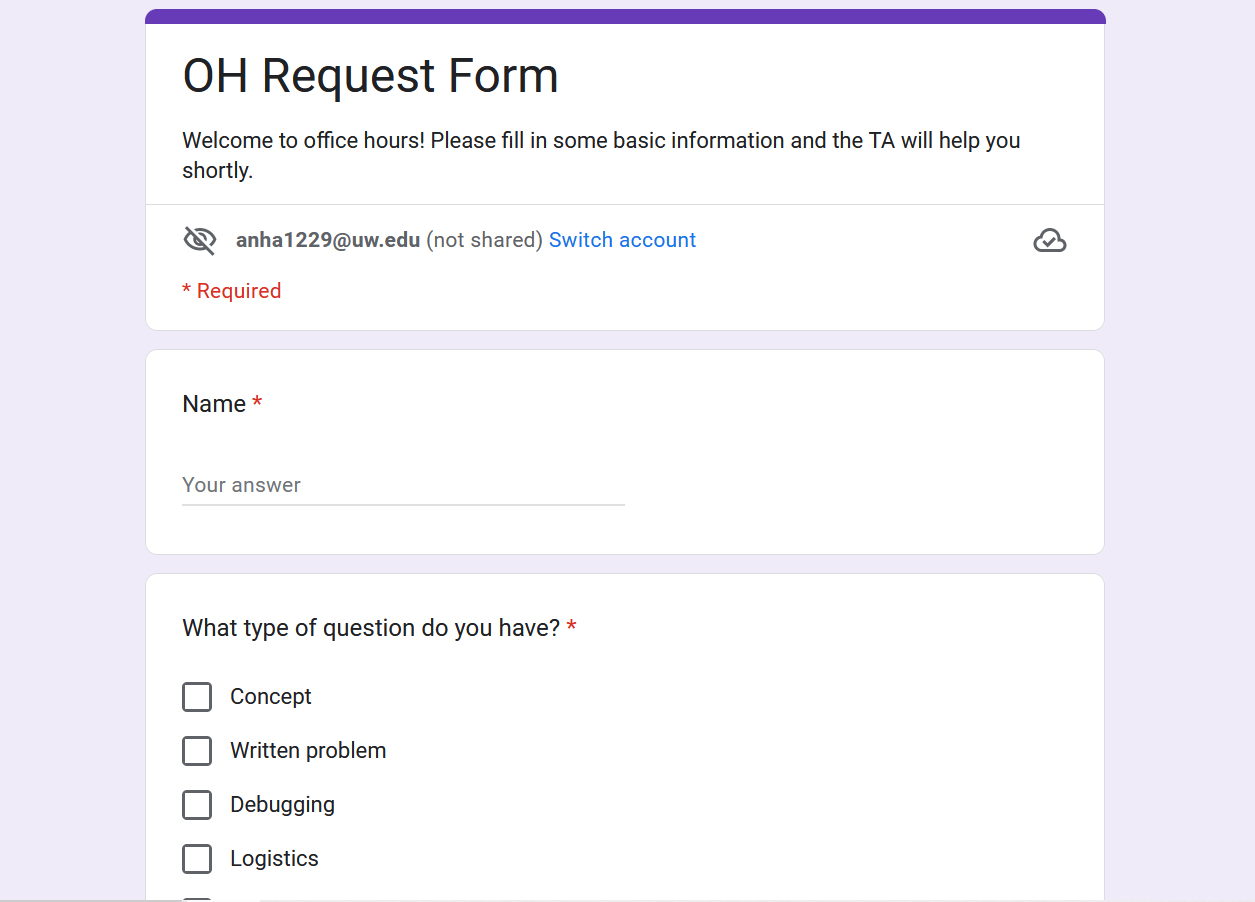 OH Request Form
Welcome to office hours! Please fill in some basic information and the TA will help you
shortly.
anha1229@uw.edu (not shared) Switch account
* Required
Name *
Your answer
What type of question do you have? *
Concept
Written problem
Debugging
Logistics